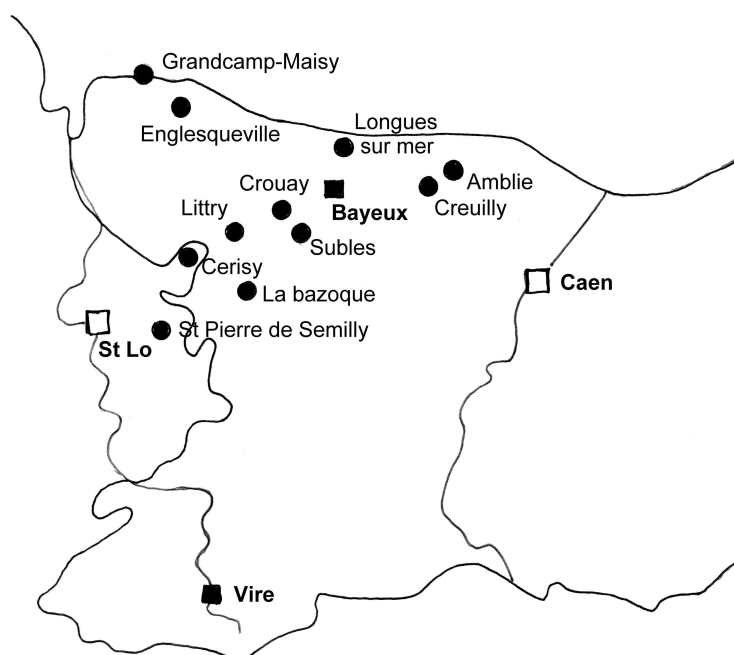 Grandcamp-Maisy
Englesqueville
Longues
sur mer
Crouay
Amblie
Littry
Bayeux
Creuilly
Subles
Cerisy
Caen
La bazoque
St Pierre de Semilly
St Lo
Vire